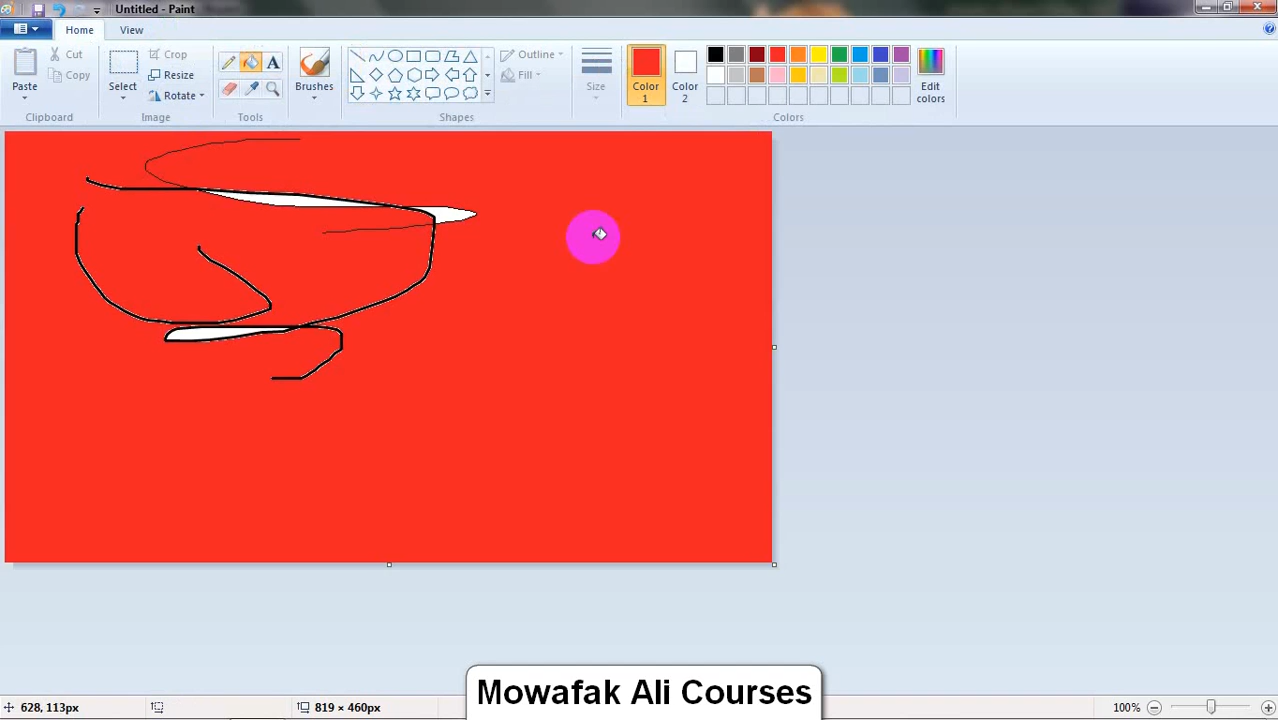 Untitled - Paint
Home
View
Paste
Cut
Copy
Clipboard
Select
Crop
Resize
Rotate
Image
A
Tools
Brushes
Outline
Fill
Shapes
Size
Color
1
Color
2
Edit
colors
Colors
Mowafak Ali Courses
628, 113px
819 × 460px
100%